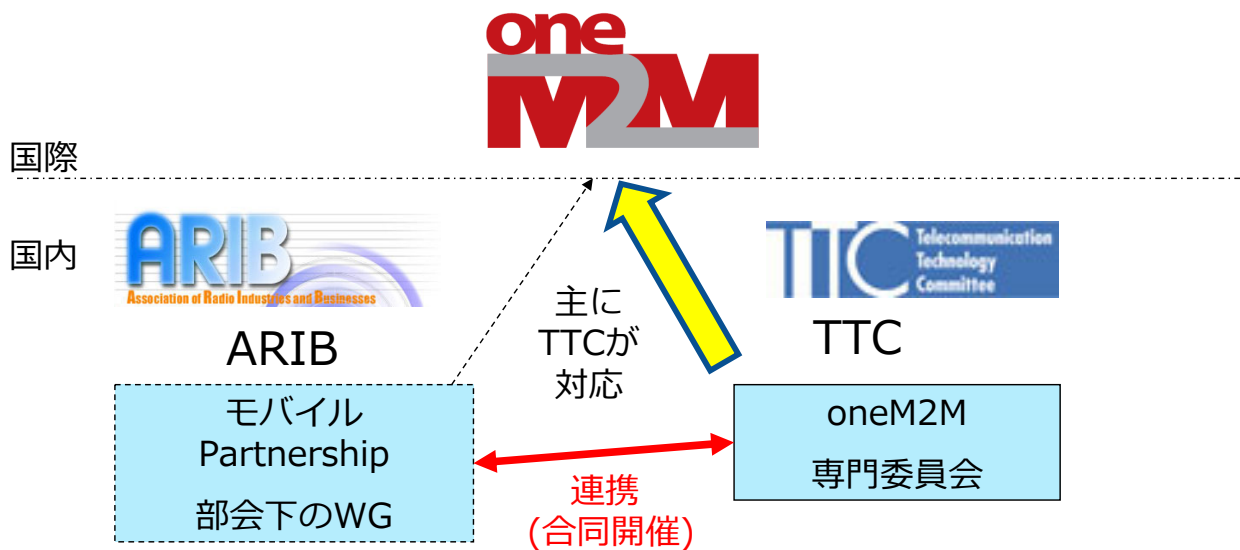 one
M2M
国際
国内
ARIB
Association of Radio Industries and Businesses
TTC
Telecommunication
Technology
Committee
ARIB
主に
TTCが
対応
TTC
モバイル
Partnership
部会下のWG
連携
(合同開催)
oneM2M
専門委員会